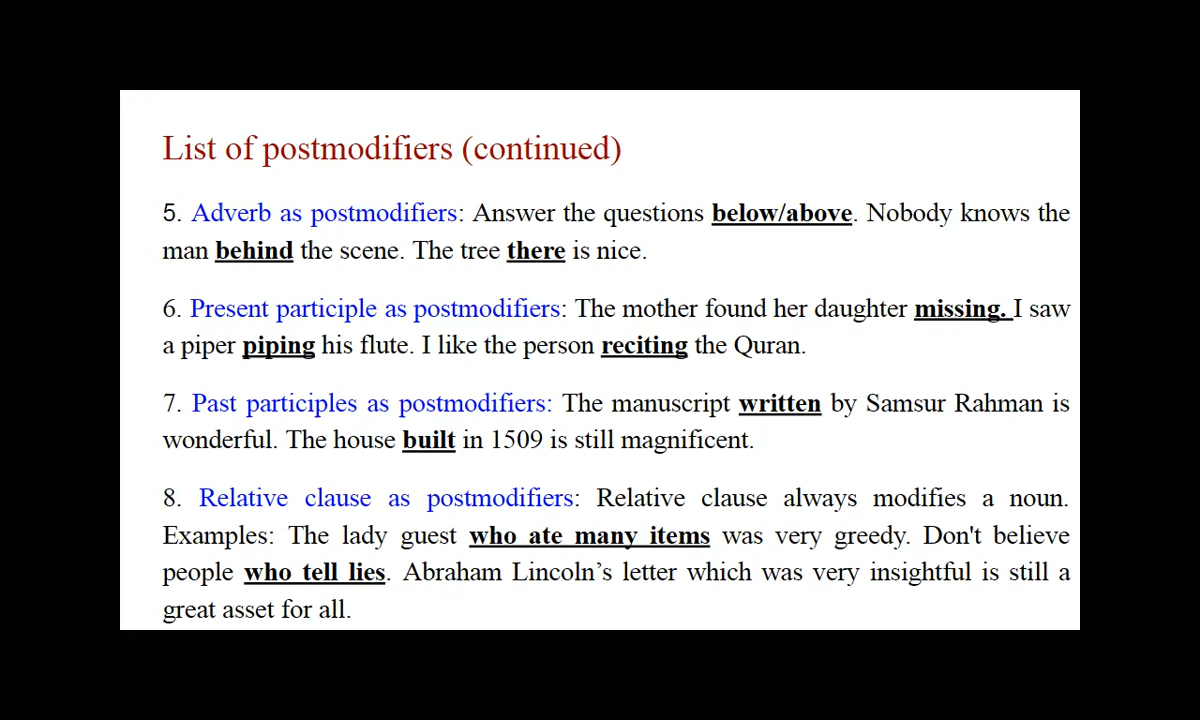 List of postmodifiers (continued)
5. Adverb as postmodifiers: Answer the questions below/above. Nobody knows the
man behind the scene. The tree there is nice.
6. Present participle as postmodifiers: The mother found her daughter missing. I saw
a piper piping his flute. I like the person reciting the Quran.
7. Past participles as postmodifiers: The manuscript written by Samsur Rahman is
wonderful. The house built in 1509 is still magnificent.
8. Relative clause as postmodifiers: Relative clause always modifies a noun.
Examples: The lady guest who ate many items was very greedy. Don't believe
people who tell lies. Abraham Lincoln’s letter which was very insightful is still a
great asset for all.